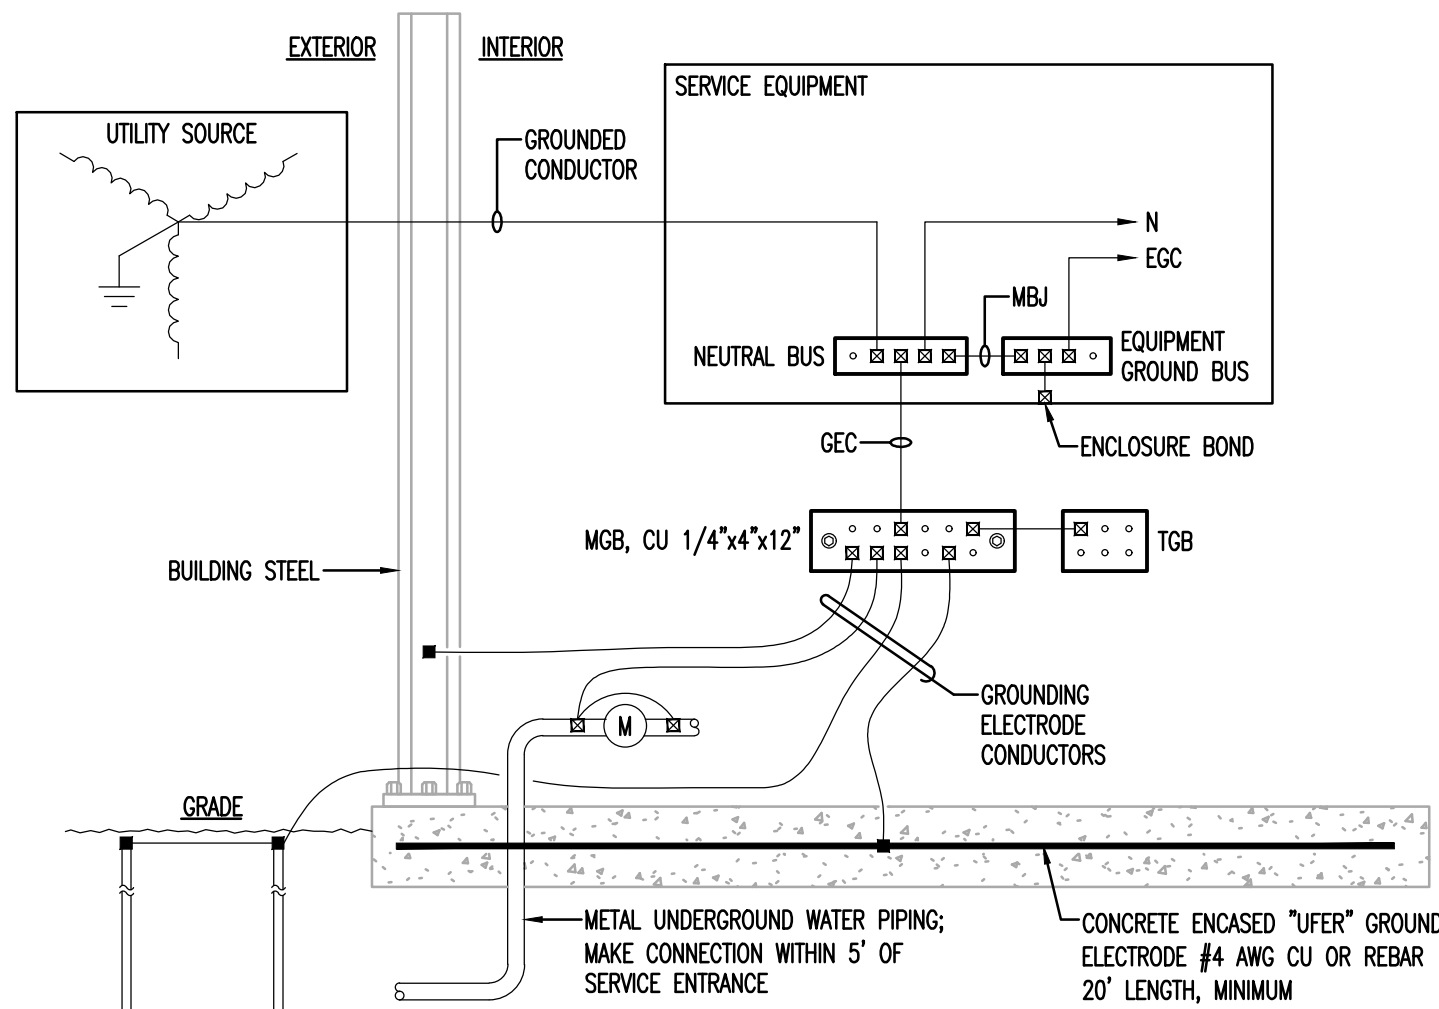 EXTERIOR
INTERIOR
SERVICE EQUIPMENT
UTILITY SOURCE
GROUNDED
CONDUCTOR
N
EGC
MBJ
NEUTRAL BUS
EQUIPMENT
GROUND BUS
GEC
ENCLOSURE BOND
MGB, CU 1/4"x4"x12"
TGB
BUILDING STEEL
GROUNDING
ELECTRODE
CONDUCTORS
M
GRADE
METAL UNDERGROUND WATER PIPING;
MAKE CONNECTION WITHIN 5' OF
SERVICE ENTRANCE
CONCRETE ENCASED "UFER" GROUND
ELECTRODE #4 AWG CU OR REBAR
20' LENGTH, MINIMUM